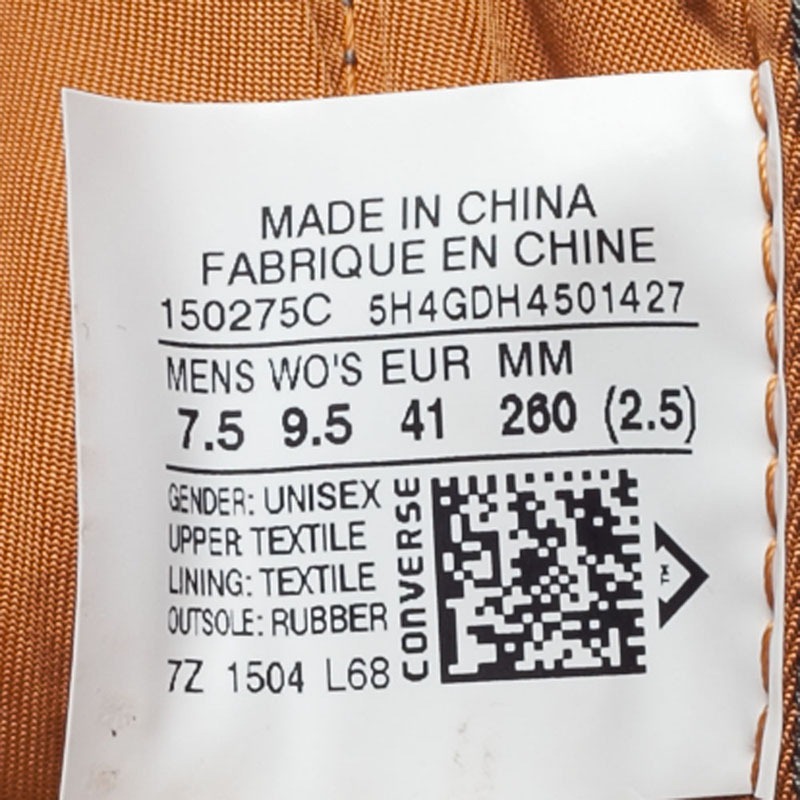 MADE IN CHINA
FABRIQUE EN CHINE
150275C 5H4GDH4501427
MENS WO'S EUR MM
7.5 9.5 41 260 (2.5)
GENDER: UNISEX
UPPER TEXTILE
LINING: TEXTILE
OUTSOLE: RUBBER
7Z 1504 L68
CONVERSE
TM